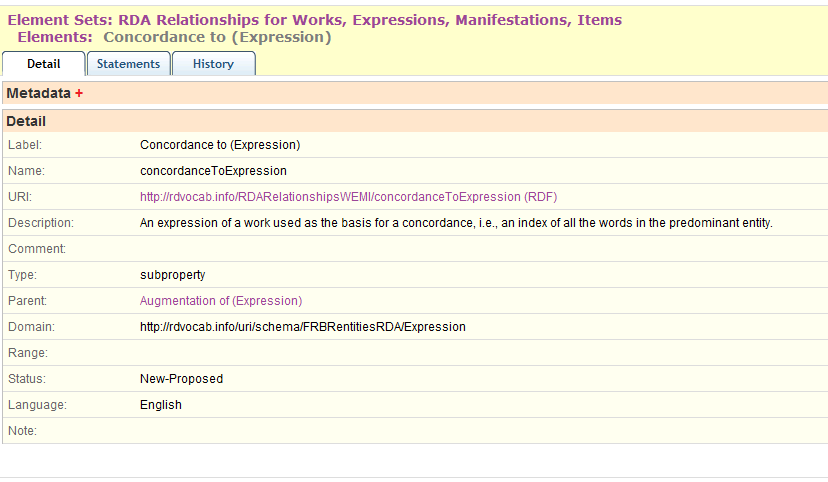 Element Sets: RDA Relationships for Works, Expressions, Manifestations, Items
Elements: Concordance to (Expression)
Detail Statements History
Metadata +
Detail
Label: Concordance to (Expression)
Name: concordanceToExpression
URI: http://rdvocab.info/RDARelationshipsWEMI/concordanceToExpression (RDF)
Description: An expression of a work used as the basis for a concordance, i.e., an index of all the words in the predominant entity.
Comment:
Type: subproperty
Parent: Augmentation of (Expression)
Domain: http://rdvocab.info/uri/schema/FRBRentitiesRDA/Expression
Range:
Status: New-Proposed
Language: English
Note: